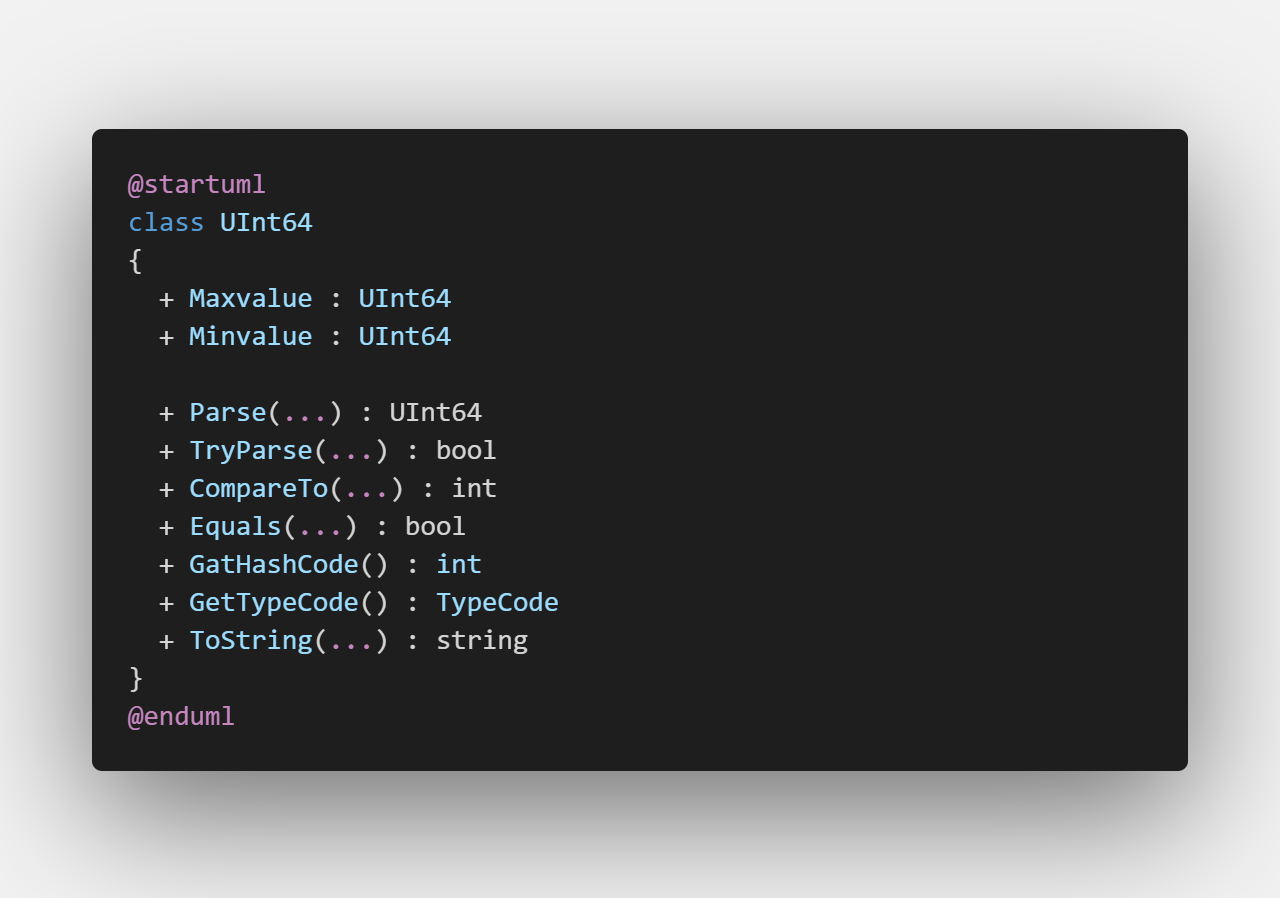 @startuml
class UInt64
{
  + Maxvalue : UInt64
  + Minvalue : UInt64

  + Parse(...) : UInt64
  + TryParse(...) : bool
  + CompareTo(...) : int
  + Equals(...) : bool
  + GatHashCode() : int
  + GetTypeCode() : TypeCode
  + ToString(...) : string
}
@enduml